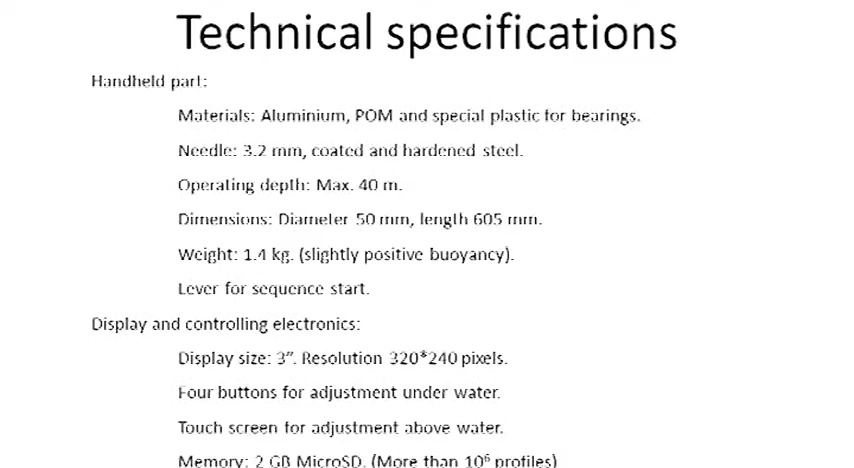 Technical specifications
Handheld part:
Materials: Aluminium, POM and special plastic for bearings.
Needle: 3.2 mm, coated and hardened steel.
Operating depth: Max. 40 m.
Dimensions: Diameter 50 mm, length 605 mm.
Weight: 1.4 kg. (slightly positive buoyancy).
Lever for sequence start.
Display and controlling electronics:
Display size: 3”. Resolution 320*240 pixels.
Four buttons for adjustment under water.
Touch screen for adjustment above water.
Memory: 2 GB MicroSD. (More than 10⁶ profiles)